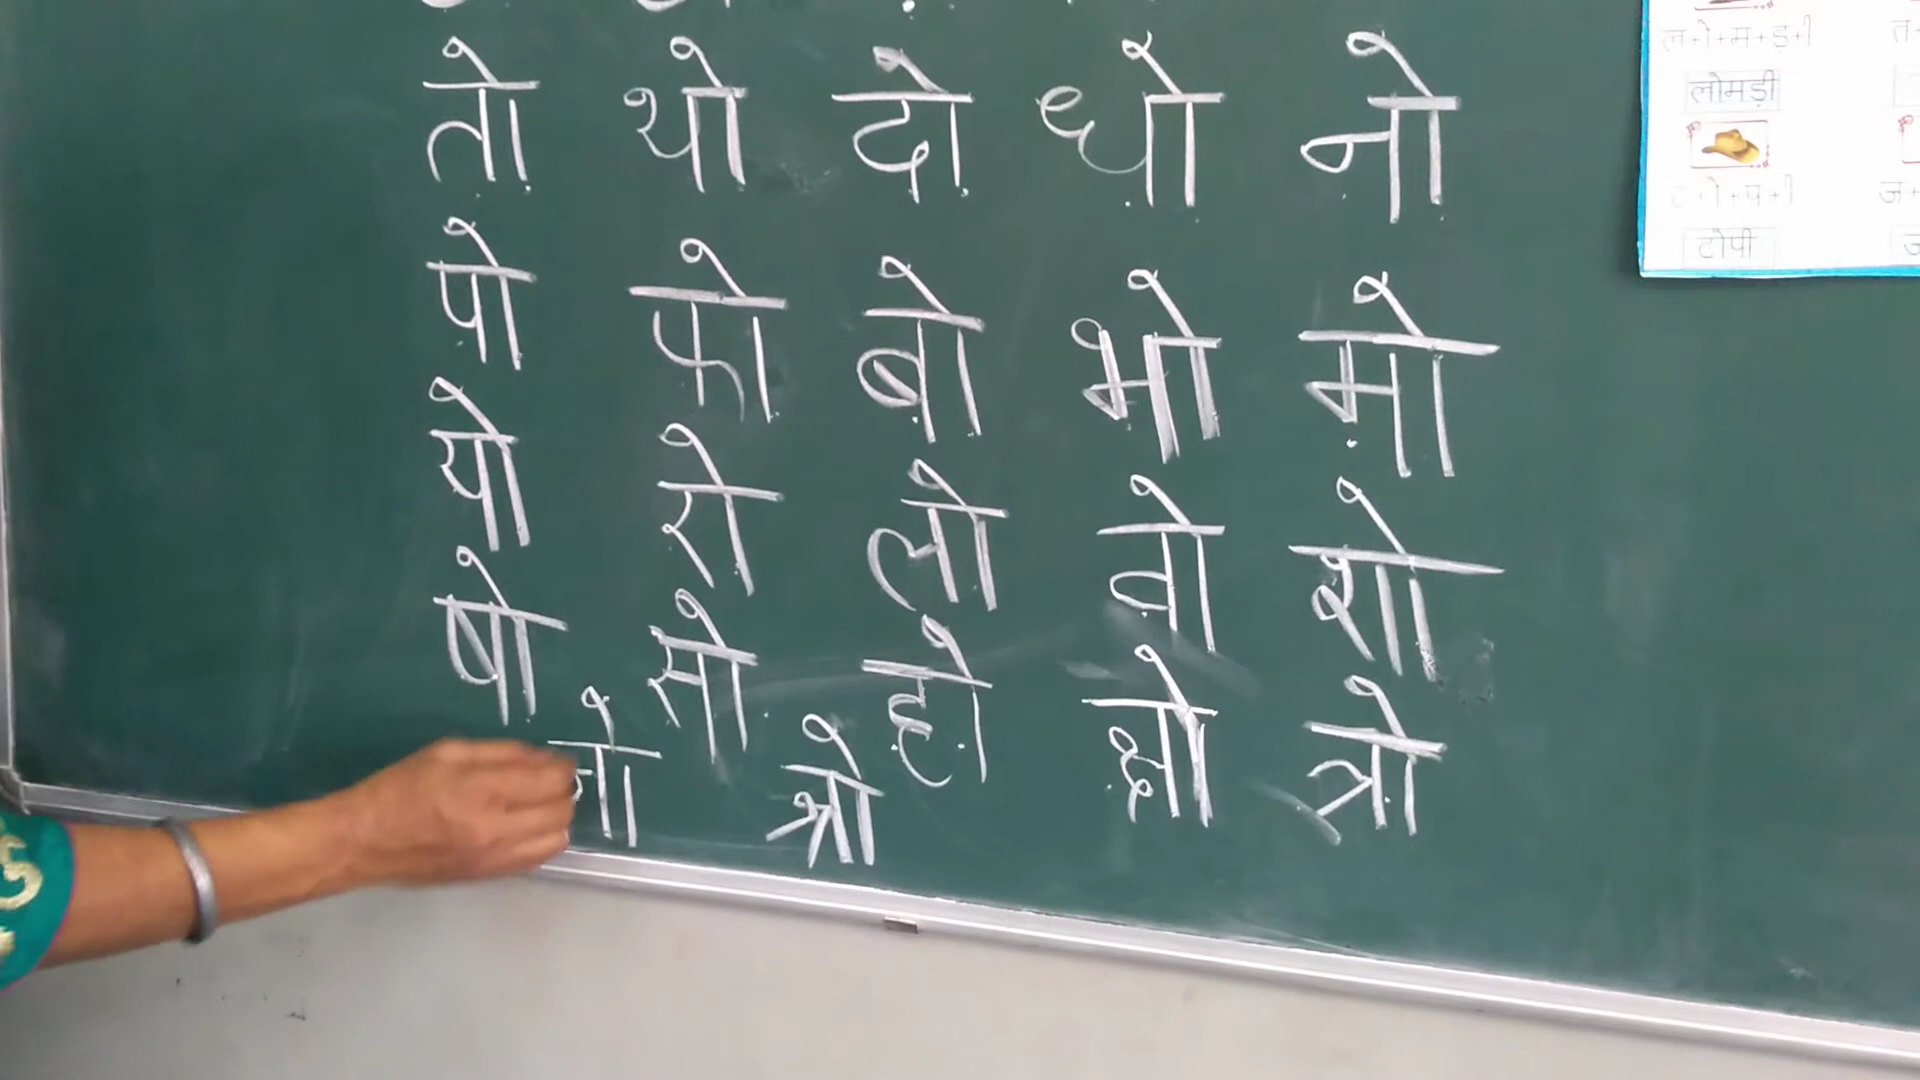 तो थो दो धो नो
पो फो बो भो मो
यो रो लो वो शो
षो सो हो क्षो त्रो
श्रो
ल+ो+म+ड़+ी
लोमड़ी
ट+ो+प+ी
टोपी